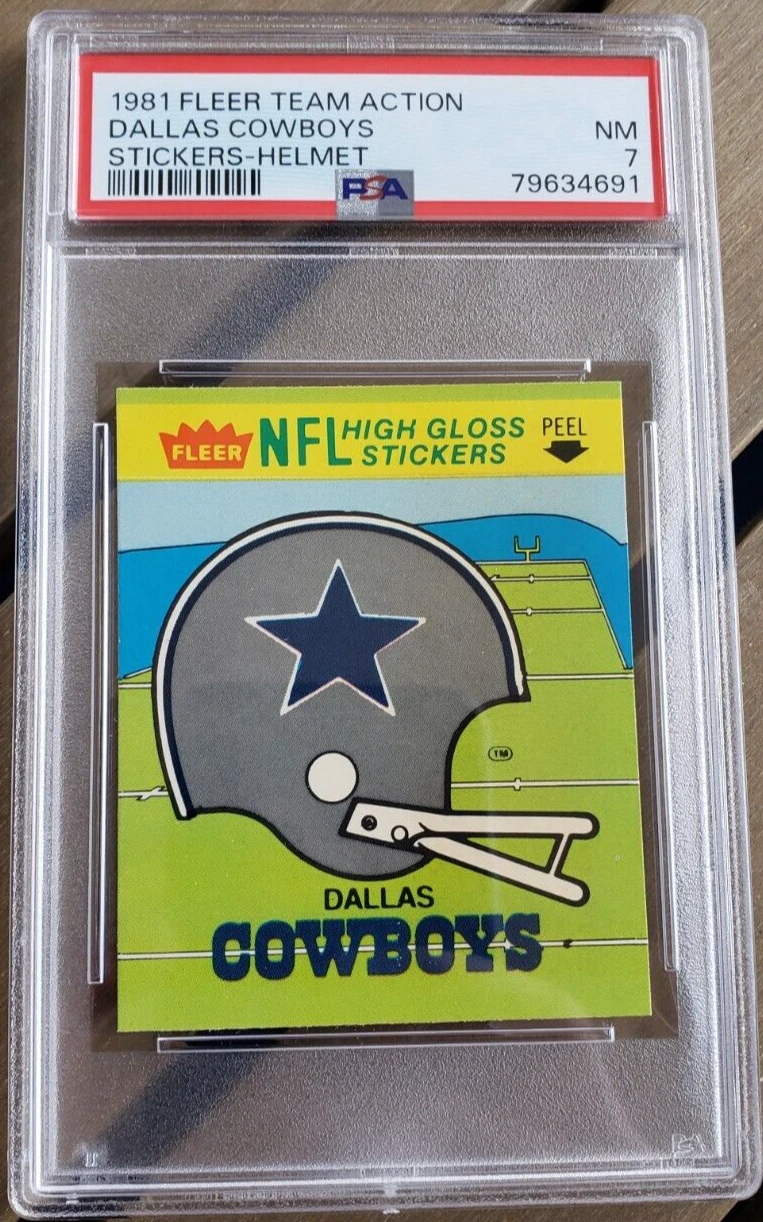 1981 FLEER TEAM ACTION
DALLAS COWBOYS
NM
STICKERS-HELMET
7
PSA
79634691
FLEER
NFL HIGH GLOSS STICKERS
PEEL
TM
DALLAS
COWBOYS
PSA